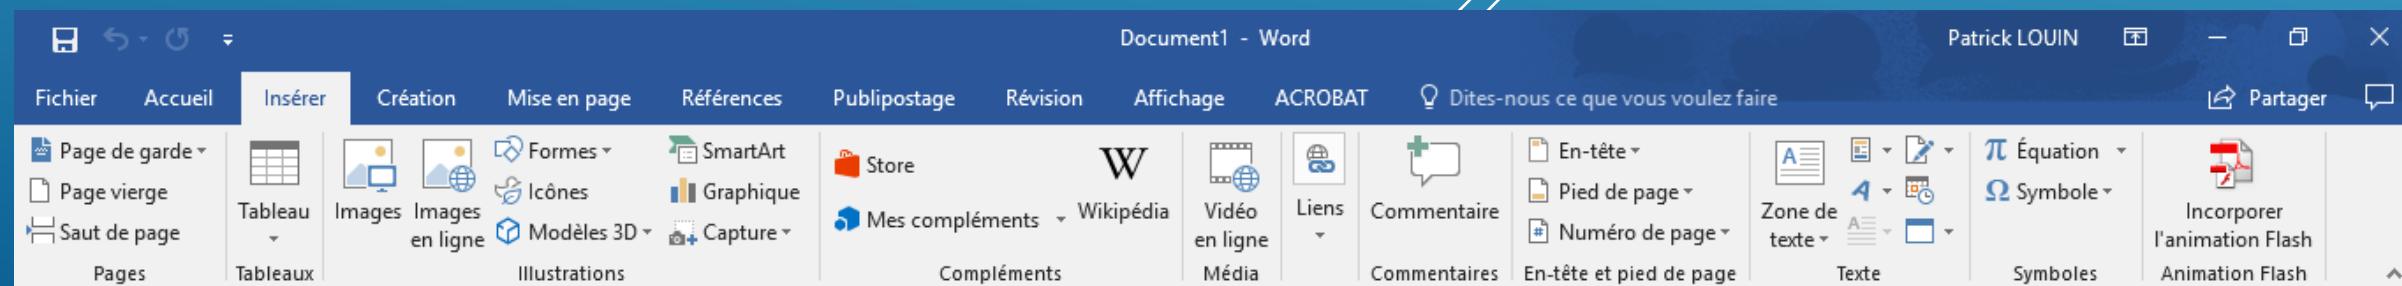 Document1 - Word
Patrick LOUIN
Fichier Accueil Insérer Création Mise en page Références Publipostage Révision Affichage ACROBAT Dites-nous ce que vous voulez faire Partager
Page de garde
Page vierge
Saut de page
Pages
Tableau
Tableaux
Images
Images
en ligne
Formes
Icônes
Modèles 3D
SmartArt
Graphique
Capture
Illustrations
Store
Mes compléments
W
Wikipédia
Compléments
Vidéo
en ligne
Média
Liens
Commentaire
Commentaires
En-tête
Pied de page
# Numéro de page
En-tête et pied de page
A
Zone de
texte
A
A
Texte
π Équation
Ω Symbole
Symboles
Incorporer
l'animation Flash
Animation Flash